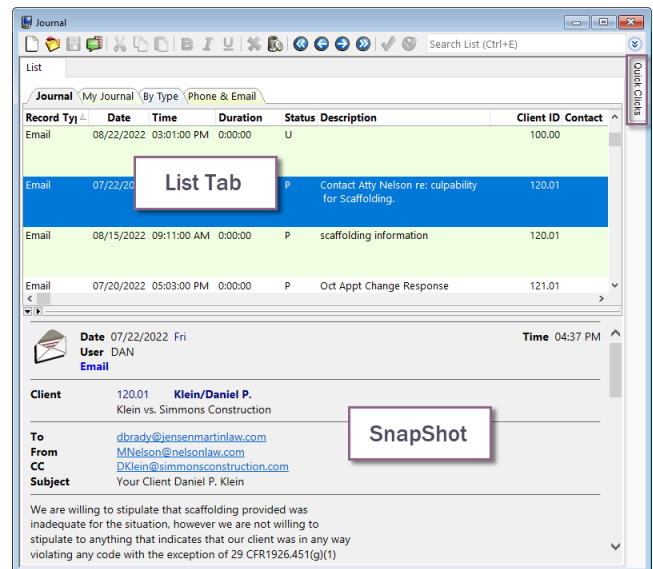 Journal
B I U
Search List (Ctrl+E)
List
Quick Clicks
Journal My Journal By Type Phone & Email
Record Ty Date Time Duration Status Description Client ID Contact
Email 08/22/2022 03:01:00 PM 0:00:00 U 100.00
List Tab
Email 07/22/20 P Contact Atty Nelson re: culpability 120.01
for Scaffolding.
Email 08/15/2022 09:11:00 AM 0:00:00 P scaffolding information 120.01
Email 07/20/2022 05:03:00 PM 0:00:00 P Oct Appt Change Response 121.01
Date 07/22/2022 Fri Time 04:37 PM
User DAN
Email
Client 120.01 Klein/Daniel P.
Klein vs. Simmons Construction
SnapShot
To dbrady@jensenmartinlaw.com
From MNelson@nelsonlaw.com
CC DKlein@simmonsconstruction.com
Subject Your Client Daniel P. Klein
We are willing to stipulate that scaffolding provided was
inadequate for the situation, however we are not willing to
stipulate to anything that indicates that our client was in any way
violating any code with the exception of 29 CFR1926.451(g)(1)